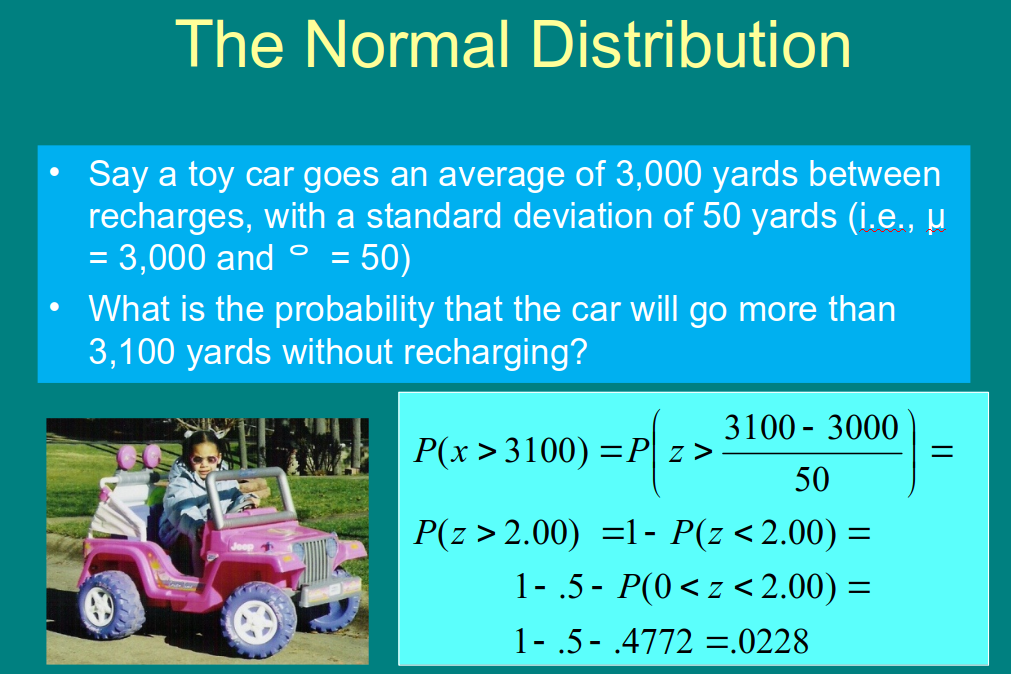 The Normal Distribution
• Say a toy car goes an average of 3,000 yards between
recharges, with a standard deviation of 50 yards (i.e., μ
= 3,000 and º = 50)
• What is the probability that the car will go more than
3,100 yards without recharging?
P(x > 3100) = P( z > (3100 - 3000) / 50 ) =
P(z > 2.00) =1- P(z < 2.00) =
1- .5- P(0 < z < 2.00) =
1- .5- .4772 =.0228
Jeep